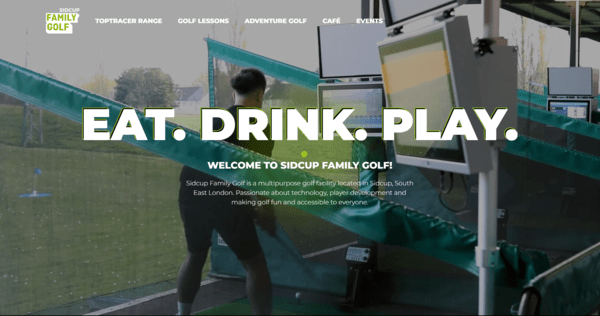 SIDCUP
FAMILY
GOLF
TOPTRACER RANGE GOLF LESSONS ADVENTURE GOLF CAFÉ EVENTS
EAT. DRINK. PLAY.
WELCOME TO SIDCUP FAMILY GOLF!
Sidcup Family Golf is a multipurpose golf facility located in Sidcup, South
East London. Passionate about technology, player development and
making golf fun and accessible to everyone.